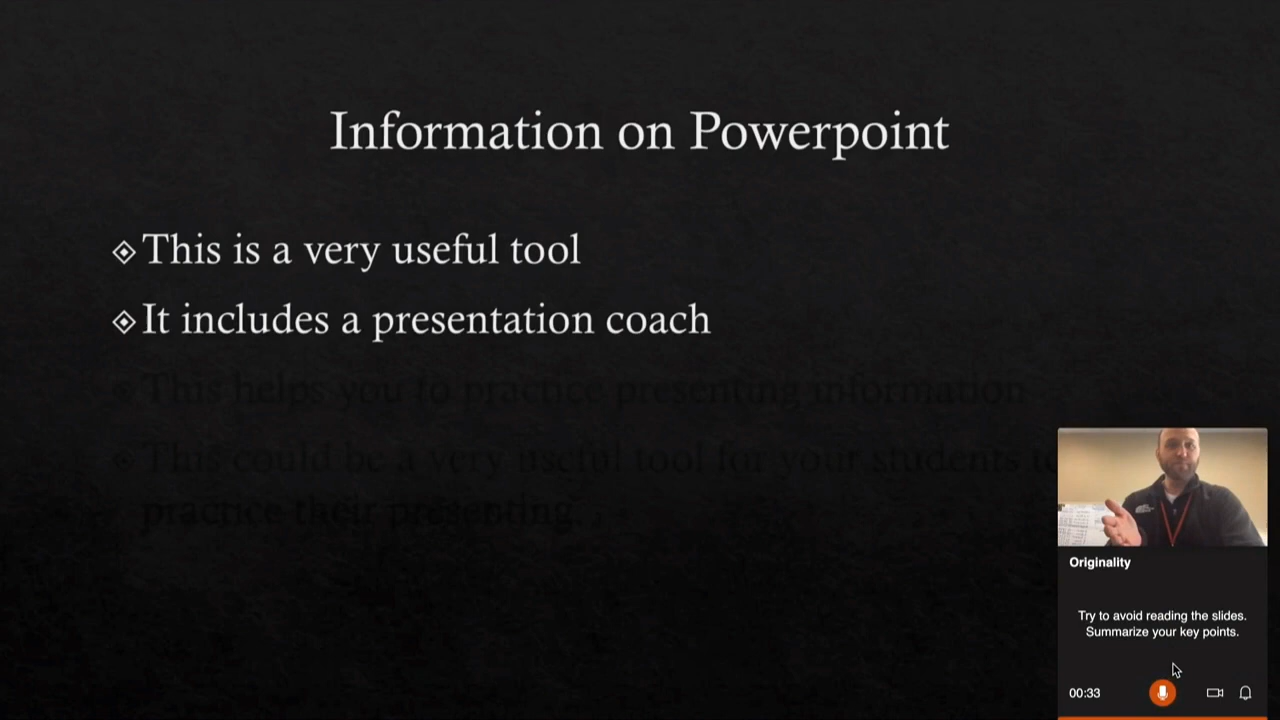 Information on Powerpoint
This is a very useful tool
It includes a presentation coach
This helps you to practice presenting information
This could be a very useful tool for your students to
practice their presenting
Originality
Try to avoid reading the slides.
Summarize your key points.
00:33